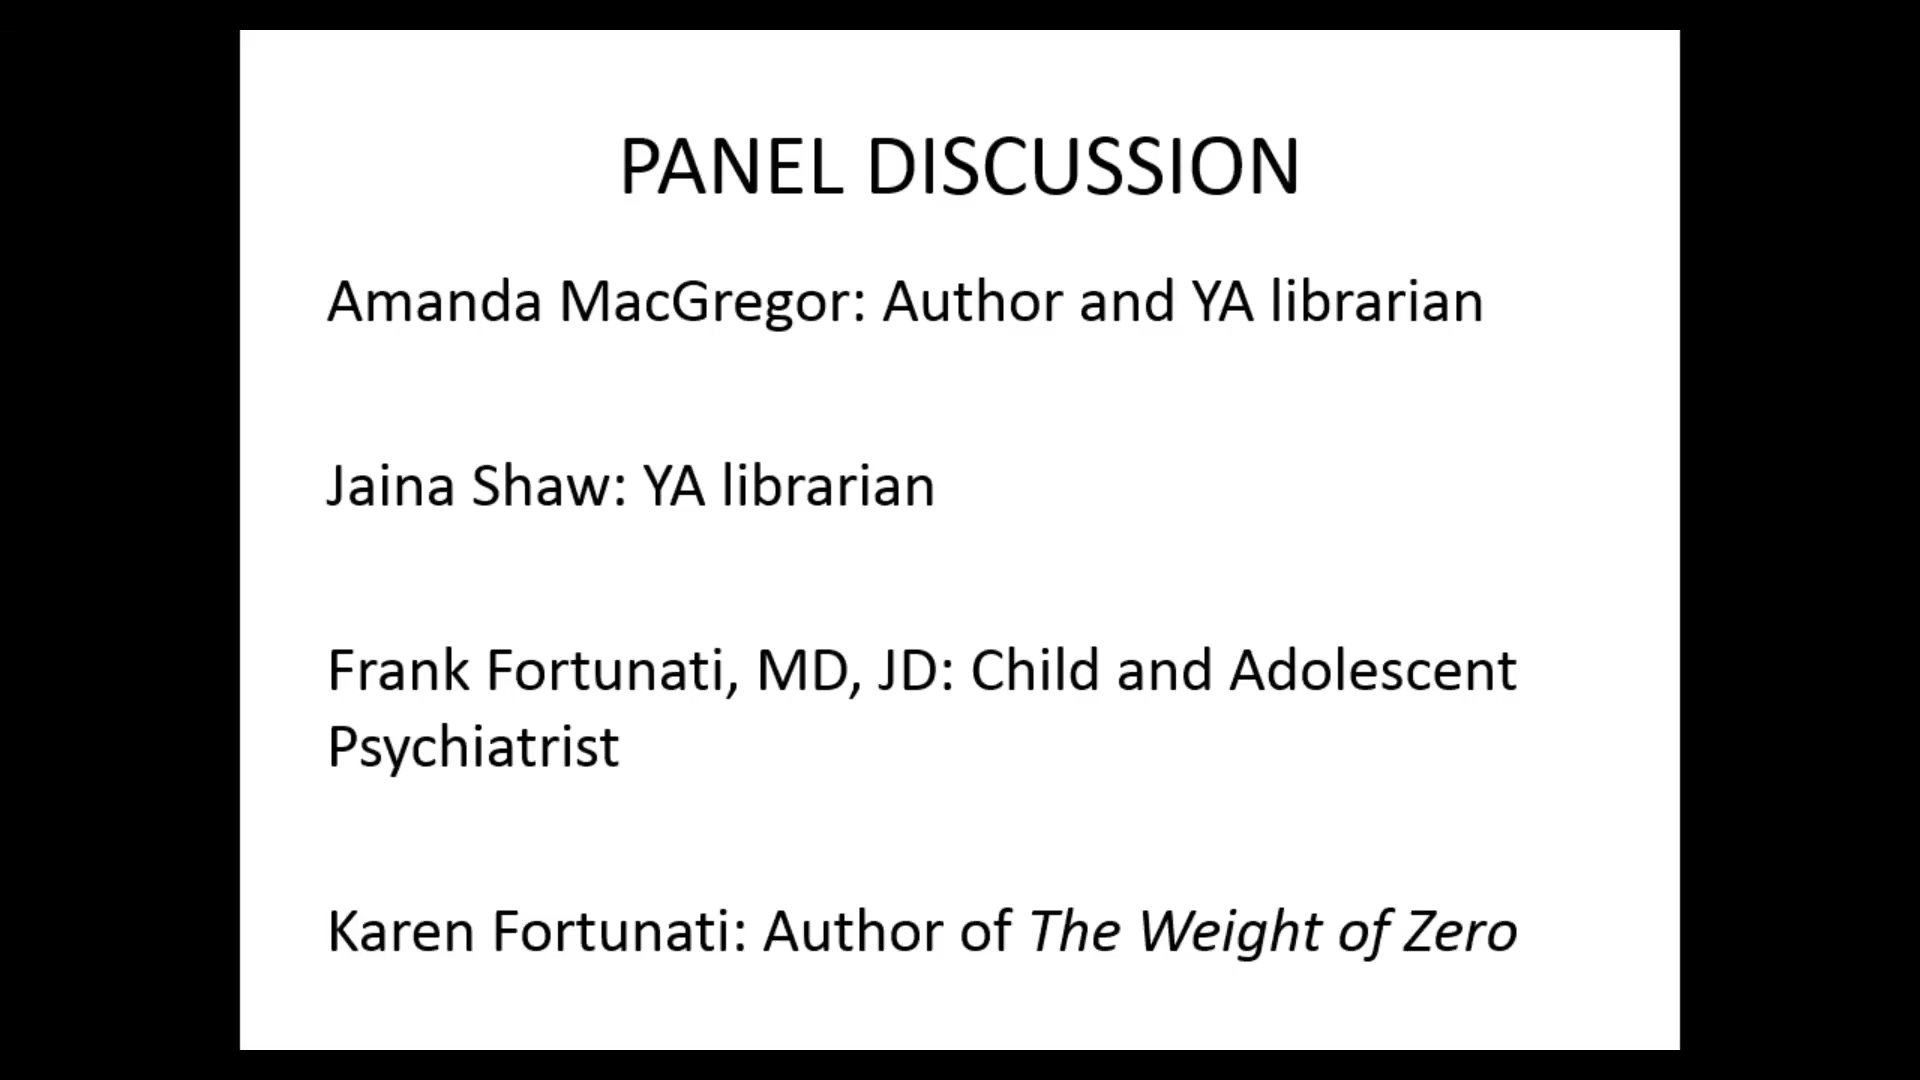 PANEL DISCUSSION
Amanda MacGregor: Author and YA librarian
Jaina Shaw: YA librarian
Frank Fortunati, MD, JD: Child and Adolescent
Psychiatrist
Karen Fortunati: Author of The Weight of Zero